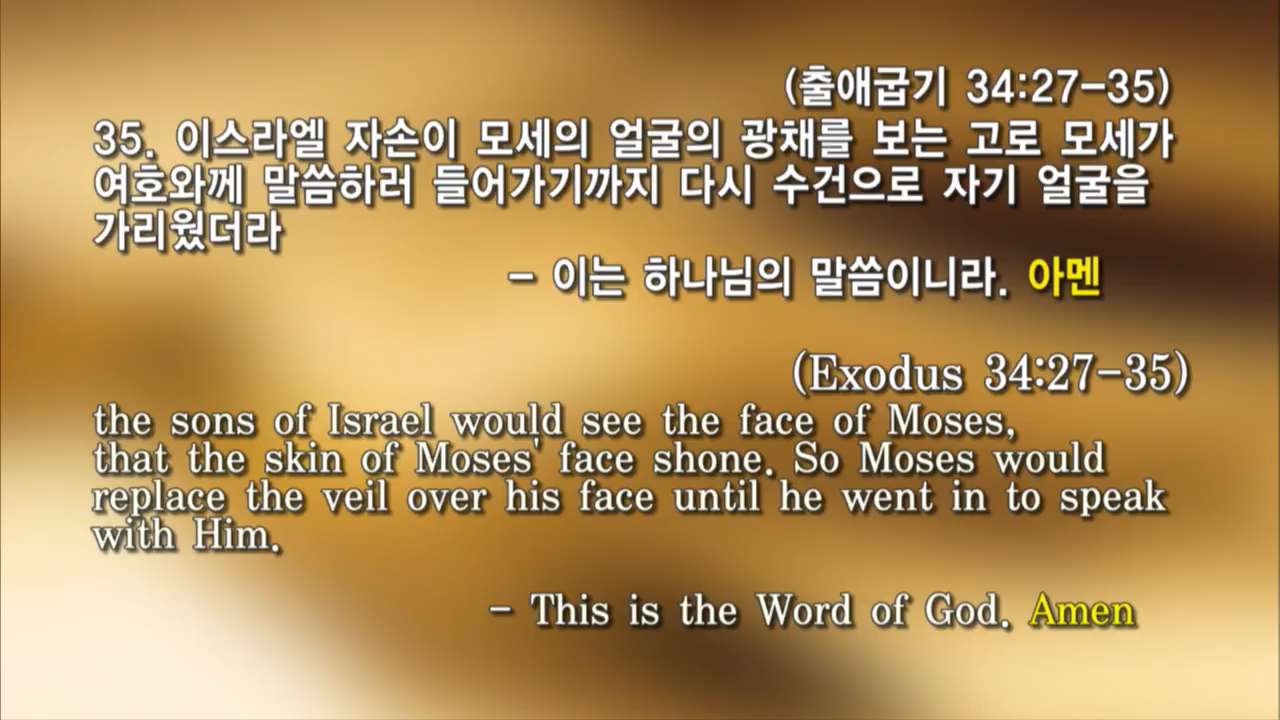 (출애굽기 34:27-35)
35. 이스라엘 자손이 모세의 얼굴의 광채를 보는 고로 모세가
여호와께 말씀하러 들어가기까지 다시 수건으로 자기 얼굴을
가리웠더라
- 이는 하나님의 말씀이니라. 아멘
(Exodus 34:27-35)
the sons of Israel would see the face of Moses,
that the skin of Moses' face shone. So Moses would
replace the veil over his face until he went in to speak
with Him.
- This is the Word of God. Amen